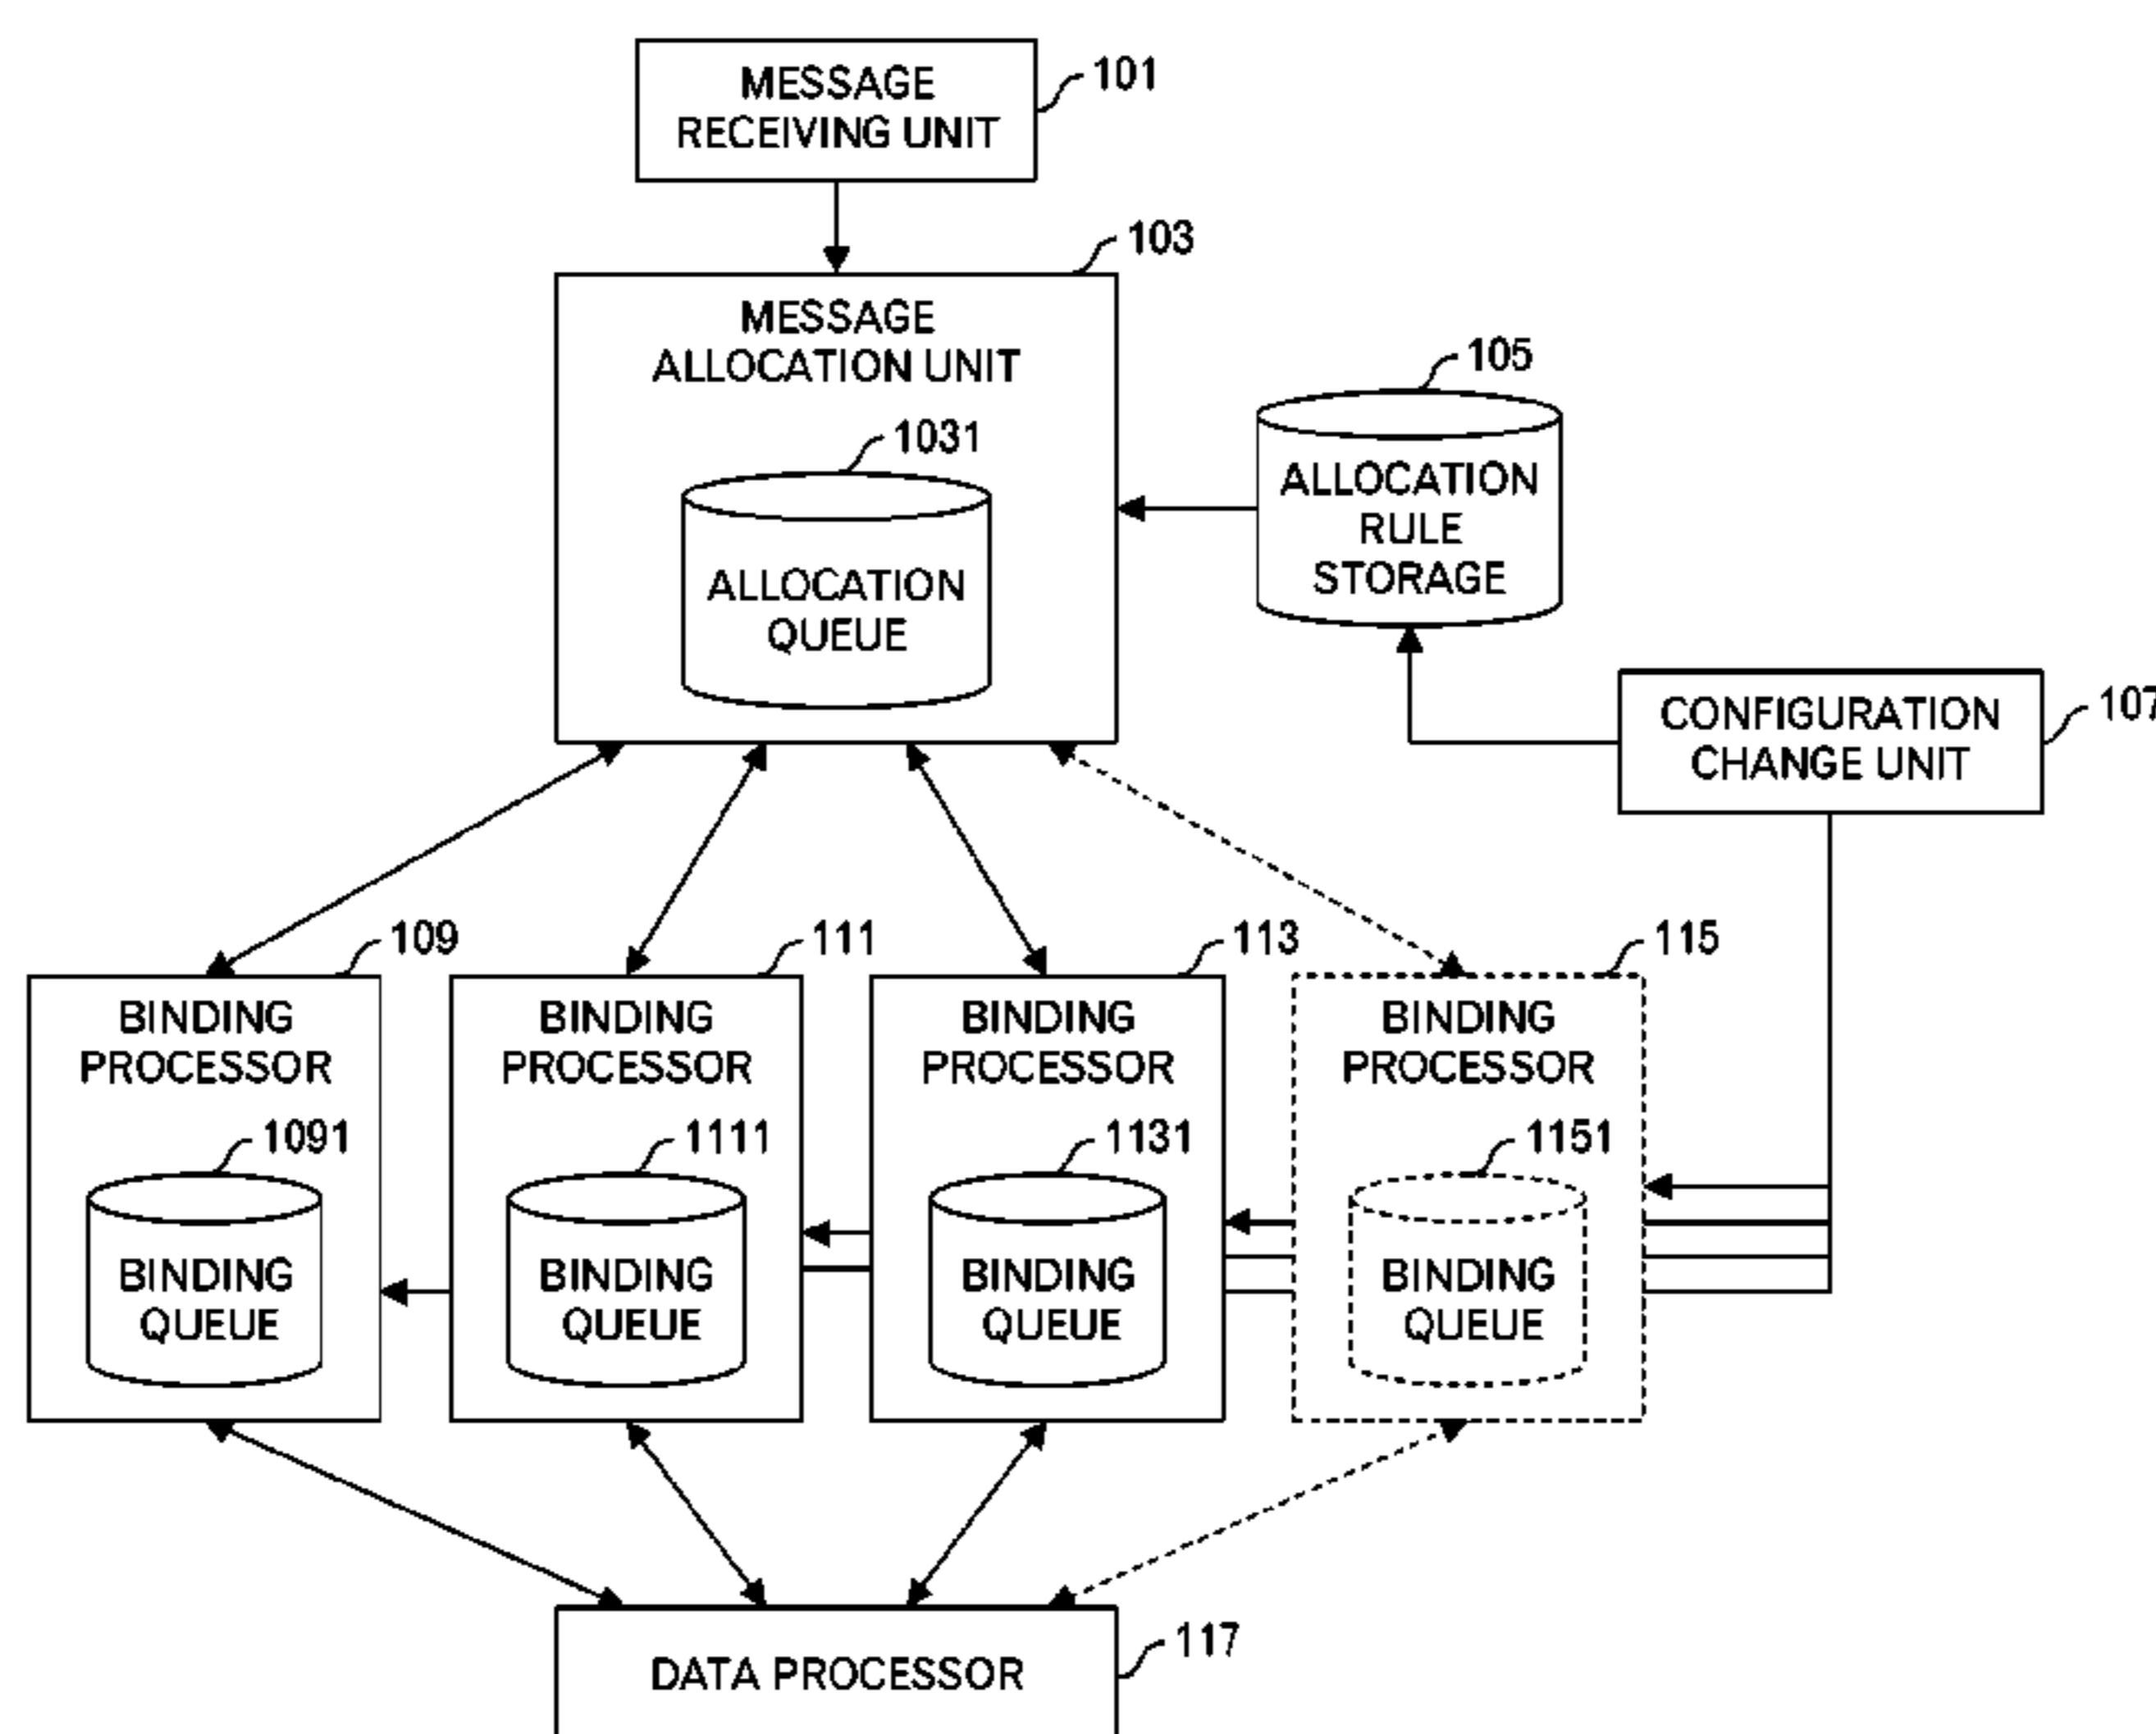 MESSAGE
RECEIVING UNIT
101
103
MESSAGE
ALLOCATION UNIT
105
1031
ALLOCATION
RULE
STORAGE
ALLOCATION
QUEUE
107
CONFIGURATION
CHANGE UNIT
109
111
113
115
BINDING
PROCESSOR
BINDING
PROCESSOR
BINDING
PROCESSOR
BINDING
PROCESSOR
1091
1111
1131
1151
BINDING
QUEUE
BINDING
QUEUE
BINDING
QUEUE
BINDING
QUEUE
117
DATA PROCESSOR